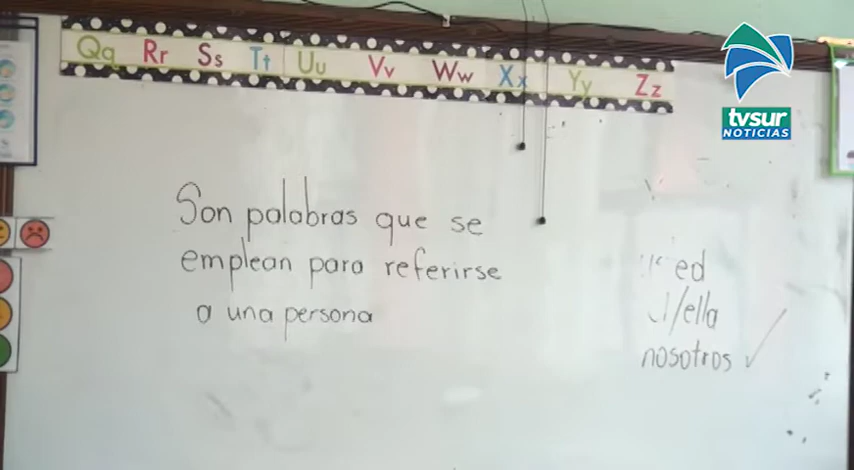 Qq Rr Ss Tt Uu Vv Ww Xx Yy Zz
tvsur
NOTICIAS
Son palabras que se
emplean para referirse
a una persona
/ella
nosotros